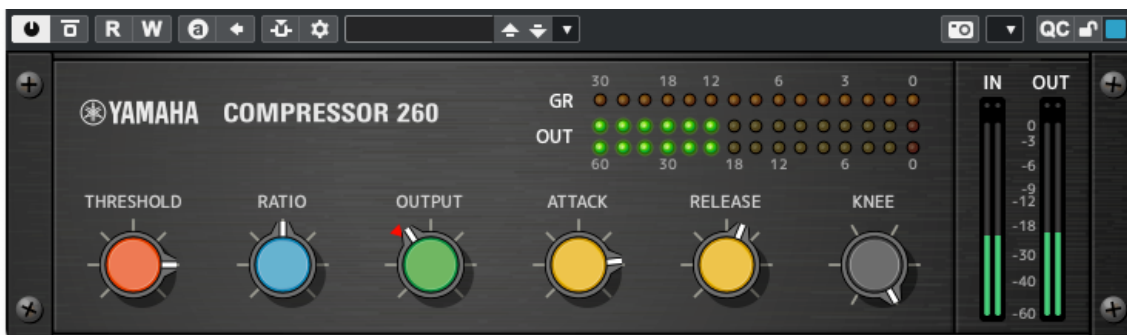 R W a QC
30 18 12 6 3 0 IN OUT
GR
YAMAHA COMPRESSOR 260
OUT
60 30 18 12 6 0
THRESHOLD RATIO OUTPUT ATTACK RELEASE KNEE
0
-3
-6
-9
-12
-18
-30
-40
-60